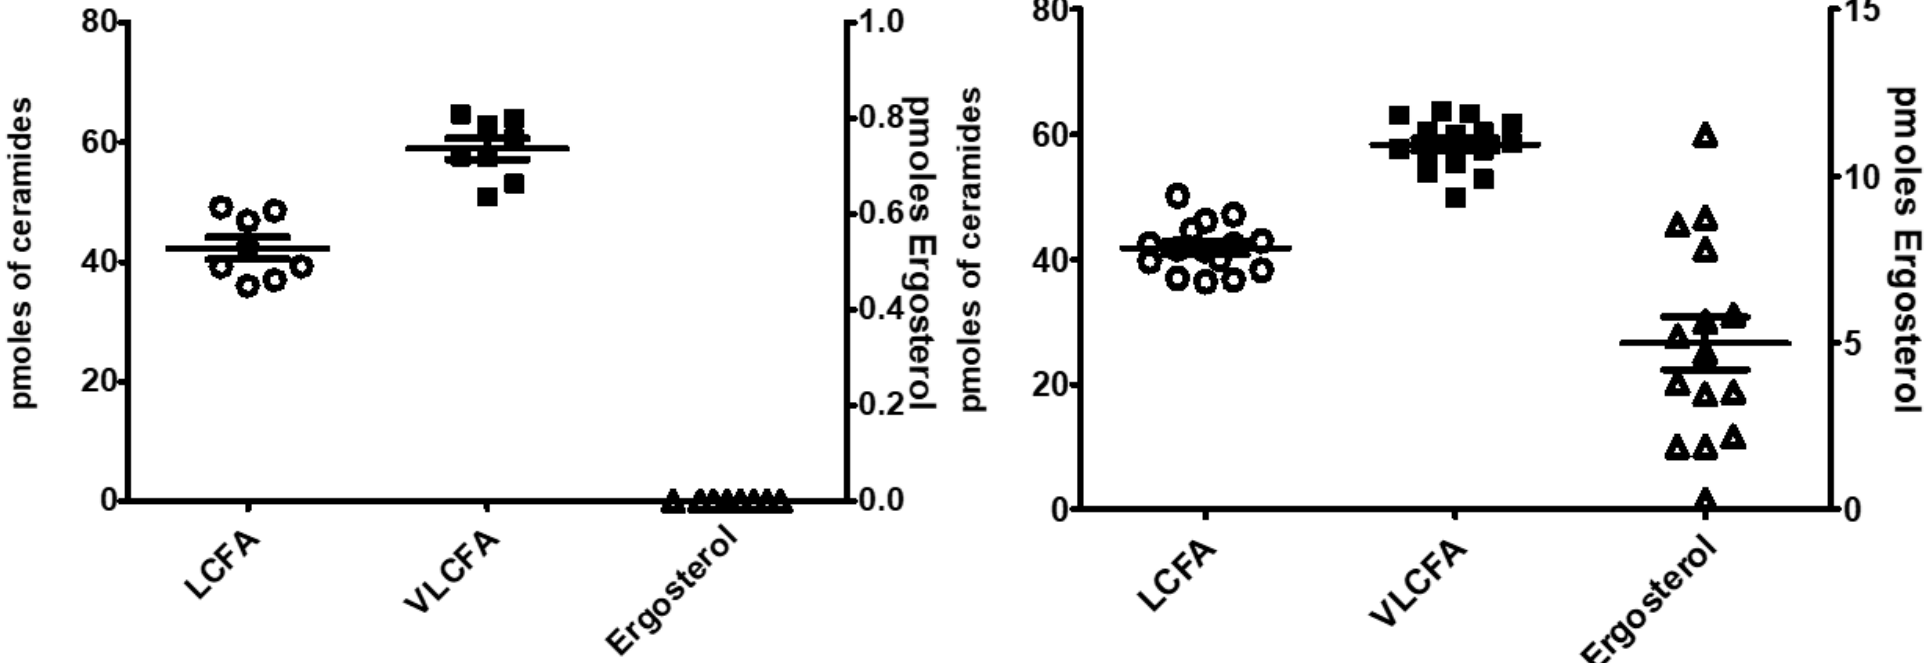 pmoles of ceramides
80
60
40
20
0
1.0
0.8
0.6
0.4
0.2
0.0
pmoles Ergosterol
LCFA
VLCFA
Ergosterol
pmoles of ceramides
80
60
40
20
0
15
10
5
0
pmoles Ergosterol
LCFA
VLCFA
Ergosterol